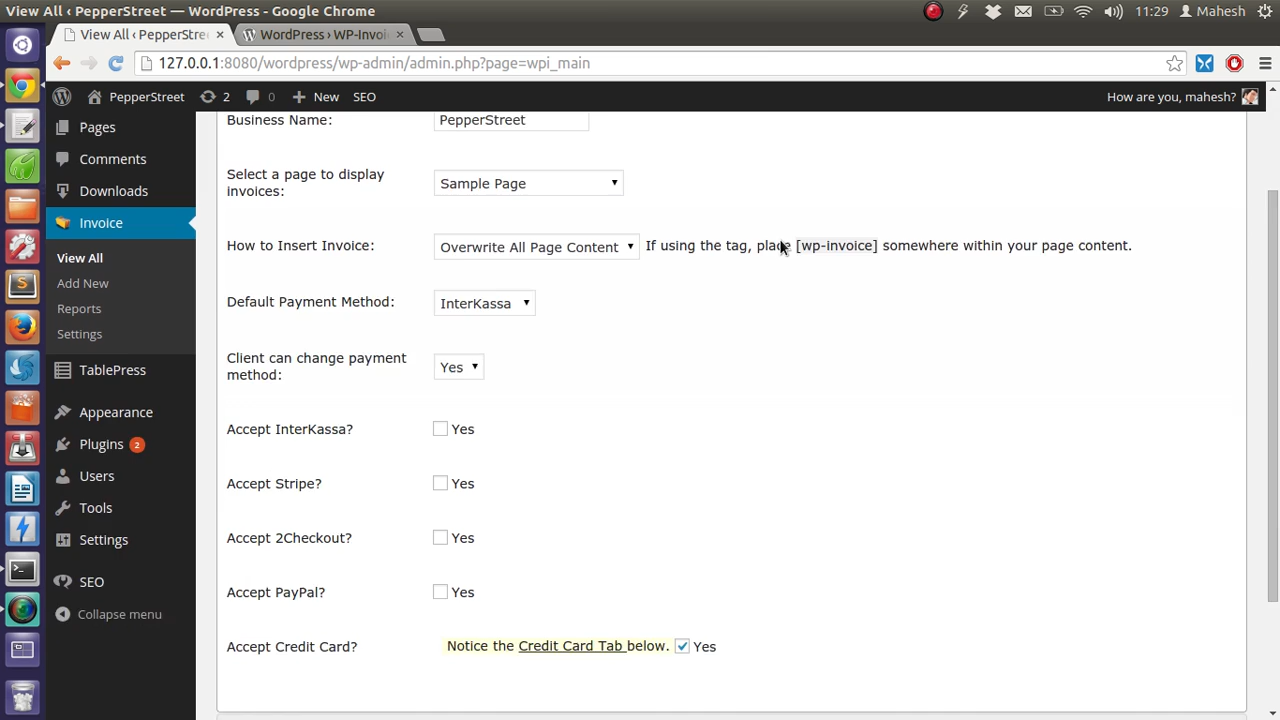 View All ‹ PepperStreet — WordPress - Google Chrome
11:29
Mahesh
View All ‹ PepperStree
WordPress › WP-Invoi
127.0.0.1:8080/wordpress/wp-admin/admin.php?page=wpi_main
PepperStreet
2
0
New
SEO
How are you, mahesh?
Pages
Comments
Downloads
Invoice
View All
Add New
Reports
Settings
TablePress
Appearance
Plugins 2
Users
Tools
Settings
SEO
Collapse menu
Business Name:
PepperStreet
Select a page to display
invoices:
Sample Page
How to Insert Invoice:
Overwrite All Page Content
If using the tag, place [wp-invoice] somewhere within your page content.
Default Payment Method:
InterKassa
Client can change payment
method:
Yes
Accept InterKassa?
Yes
Accept Stripe?
Yes
Accept 2Checkout?
Yes
Accept PayPal?
Yes
Accept Credit Card?
Notice the Credit Card Tab below.
Yes